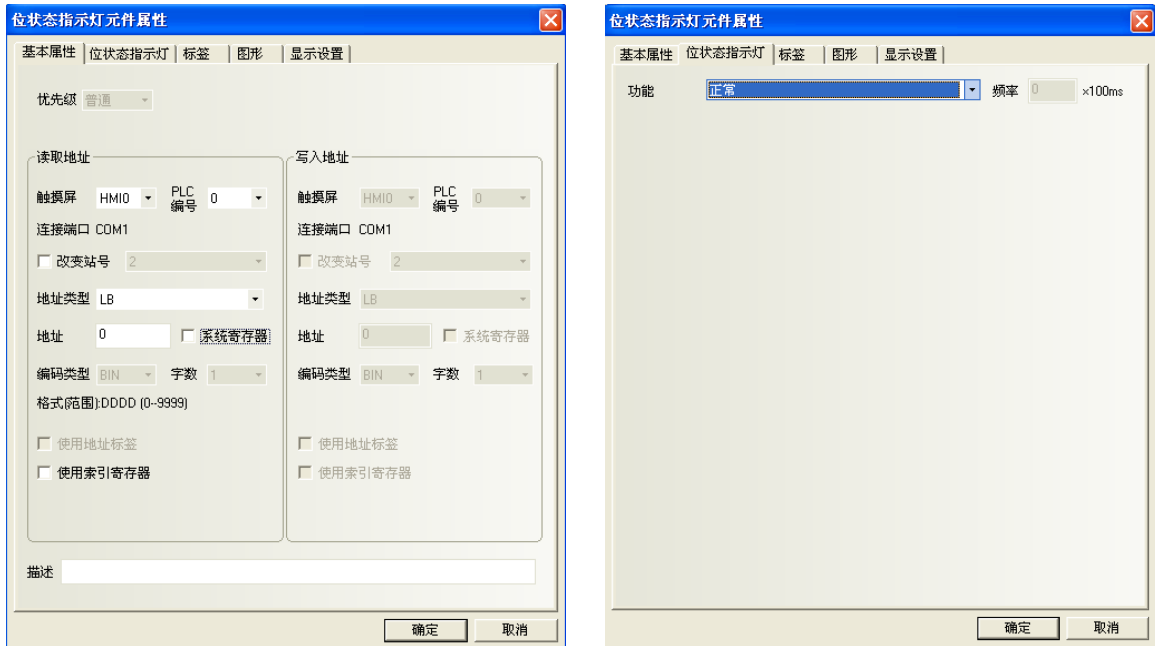 位状态指示灯元件属性
基本属性 位状态指示灯 标签 图形 显示设置
优先级 普通
读取地址
触摸屏 HMI0 PLC编号 0
连接端口 COM1
改变站号 2
地址类型 LB
地址 0 系统寄存器
编码类型 BIN 字数 1
格式(范围):DDDD (0--9999)
使用地址标签
使用索引寄存器
写入地址
触摸屏 HMI0 PLC编号 0
连接端口 COM1
改变站号 2
地址类型 LB
地址 0 系统寄存器
编码类型 BIN 字数 1
使用地址标签
使用索引寄存器
描述
确定 取消
位状态指示灯元件属性
基本属性 位状态指示灯 标签 图形 显示设置
功能 正常 频率 0 ×100ms
确定 取消